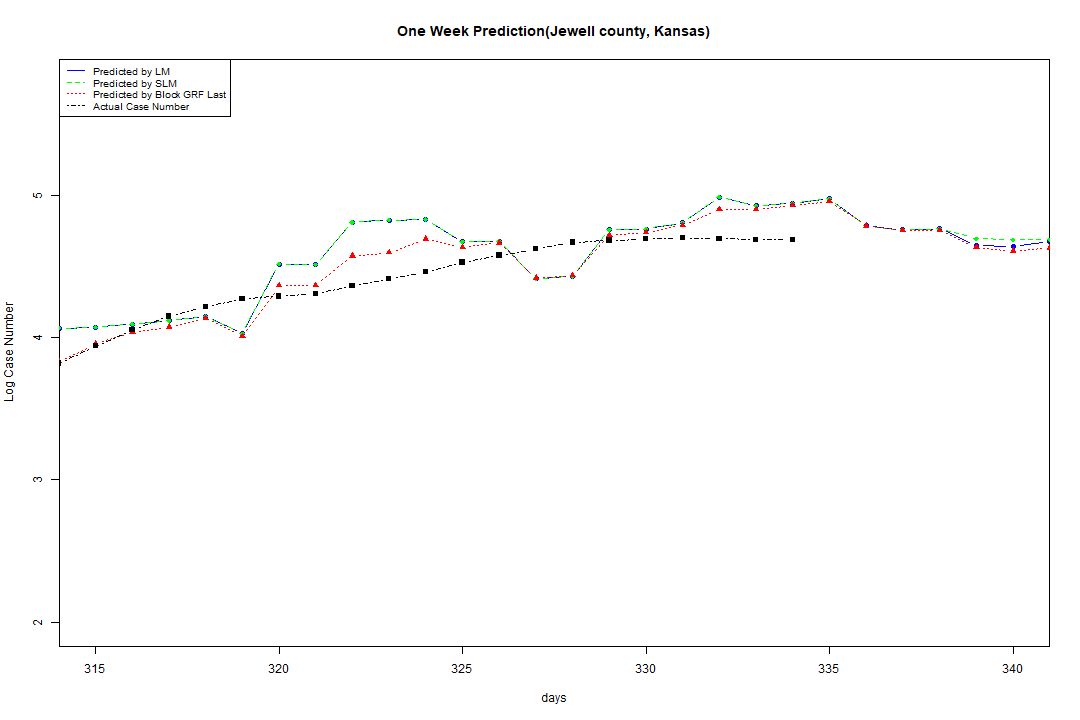 One Week Prediction(Jewell county, Kansas)
Predicted by LM
Predicted by SLM
Predicted by Block GRF Last
Actual Case Number
Log Case Number
5
4
3
2
315 320 325 330 335 340
days